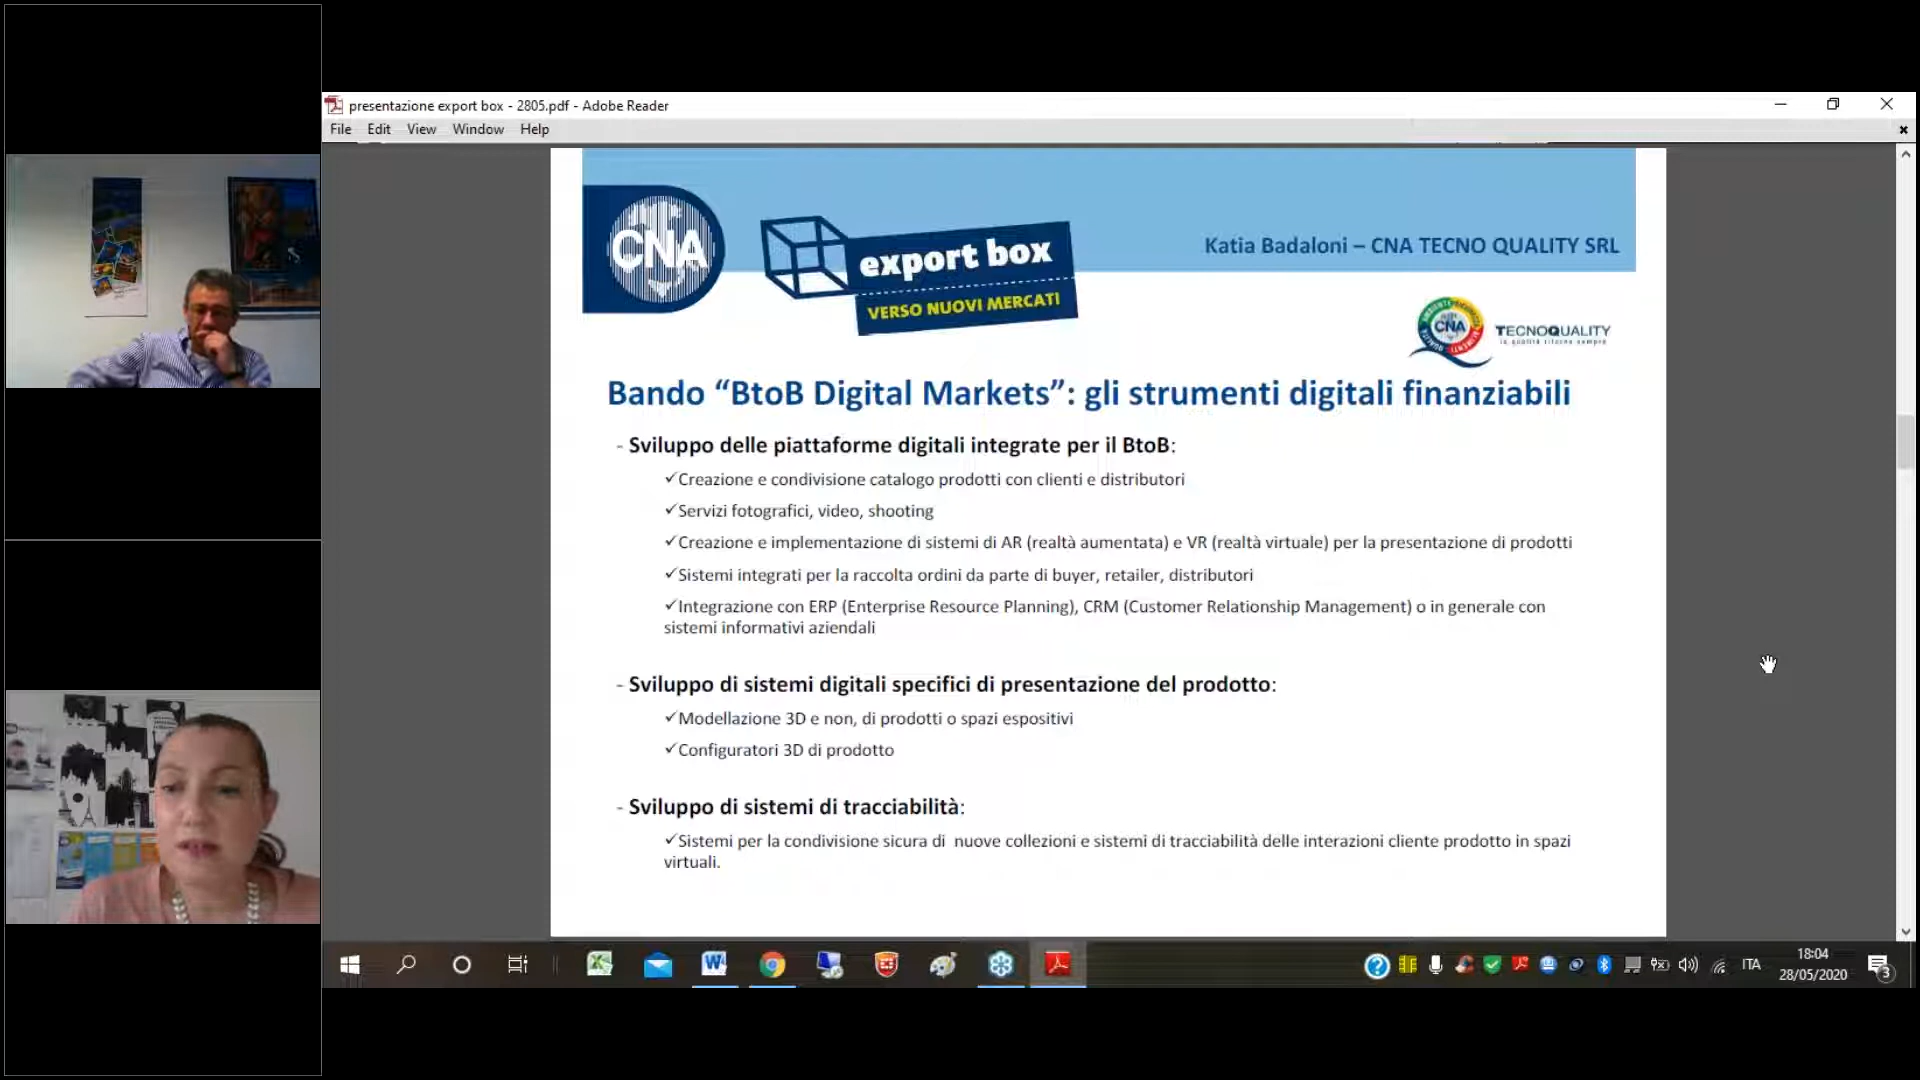 presentazione export box - 2805.pdf - Adobe Reader
File Edit View Window Help
CNA
export box
VERSO NUOVI MERCATI
Katia Badaloni – CNA TECNO QUALITY SRL
CNA
TECNOQUALITY
la qualità ritorna sempre
Bando “BtoB Digital Markets”: gli strumenti digitali finanziabili
- Sviluppo delle piattaforme digitali integrate per il BtoB:
✓Creazione e condivisione catalogo prodotti con clienti e distributori
✓Servizi fotografici, video, shooting
✓Creazione e implementazione di sistemi di AR (realtà aumentata) e VR (realtà virtuale) per la presentazione di prodotti
✓Sistemi integrati per la raccolta ordini da parte di buyer, retailer, distributori
✓Integrazione con ERP (Enterprise Resource Planning), CRM (Customer Relationship Management) o in generale con
sistemi informativi aziendali
- Sviluppo di sistemi digitali specifici di presentazione del prodotto:
✓Modellazione 3D e non, di prodotti o spazi espositivi
✓Configuratori 3D di prodotto
- Sviluppo di sistemi di tracciabilità:
✓Sistemi per la condivisione sicura di nuove collezioni e sistemi di tracciabilità delle interazioni cliente prodotto in spazi
virtuali.
ITA
18:04
28/05/2020
3